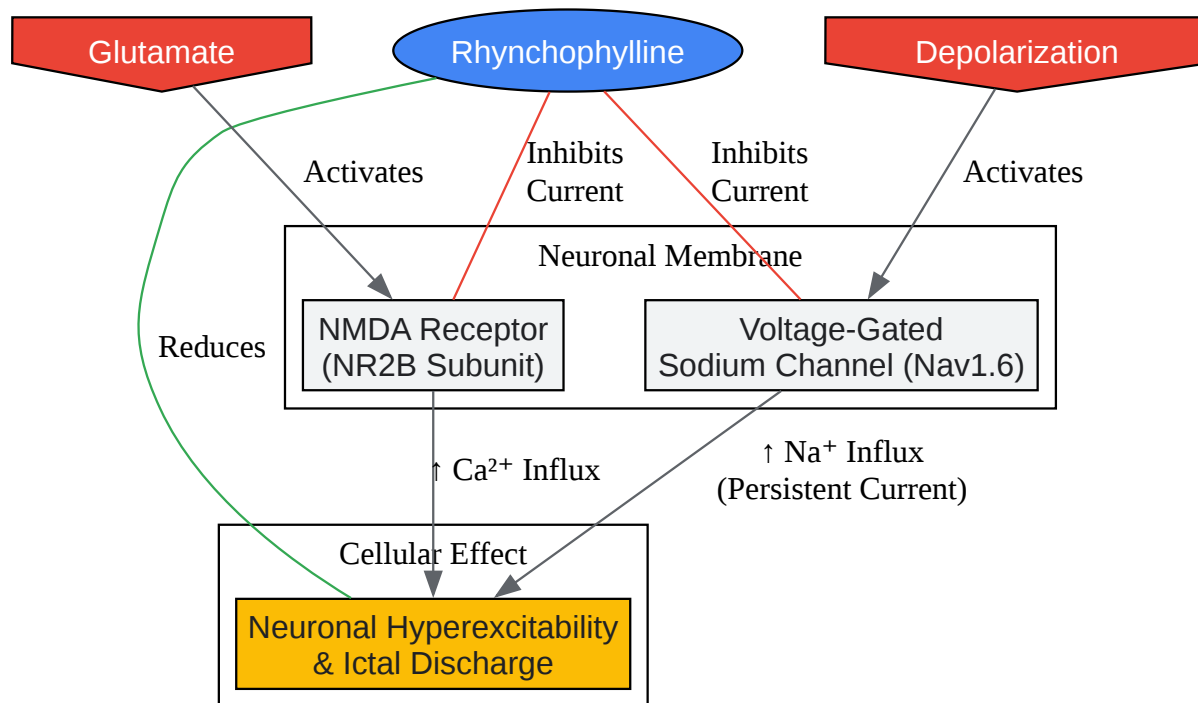 Glutamate
Rhynchophylline
Depolarization
Activates
Inhibits
Current
Inhibits
Current
Activates
Neuronal Membrane
NMDA Receptor
(NR2B Subunit)
Voltage-Gated
Sodium Channel (Nav1.6)
Reduces
↑ Ca²⁺ Influx
↑ Na⁺ Influx
(Persistent Current)
Cellular Effect
Neuronal Hyperexcitability
& Ictal Discharge